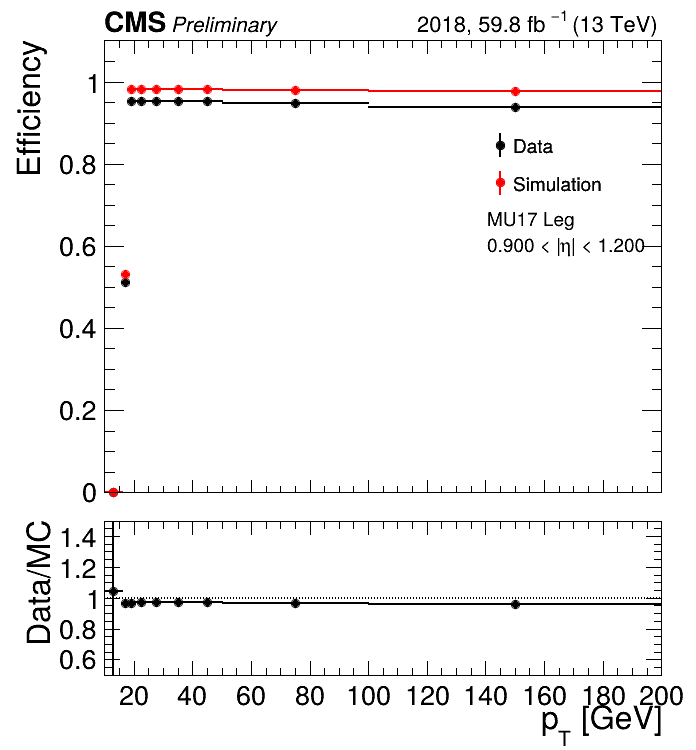 CMS Preliminary 2018, 59.8 fb⁻¹ (13 TeV)
Efficiency
1
0.8
0.6
0.4
0.2
0
Data
Simulation
MU17 Leg
0.900 < |η| < 1.200
Data/MC
1.4
1.2
1
0.8
0.6
20 40 60 80 100 120 140 160 180 200
p_T [GeV]